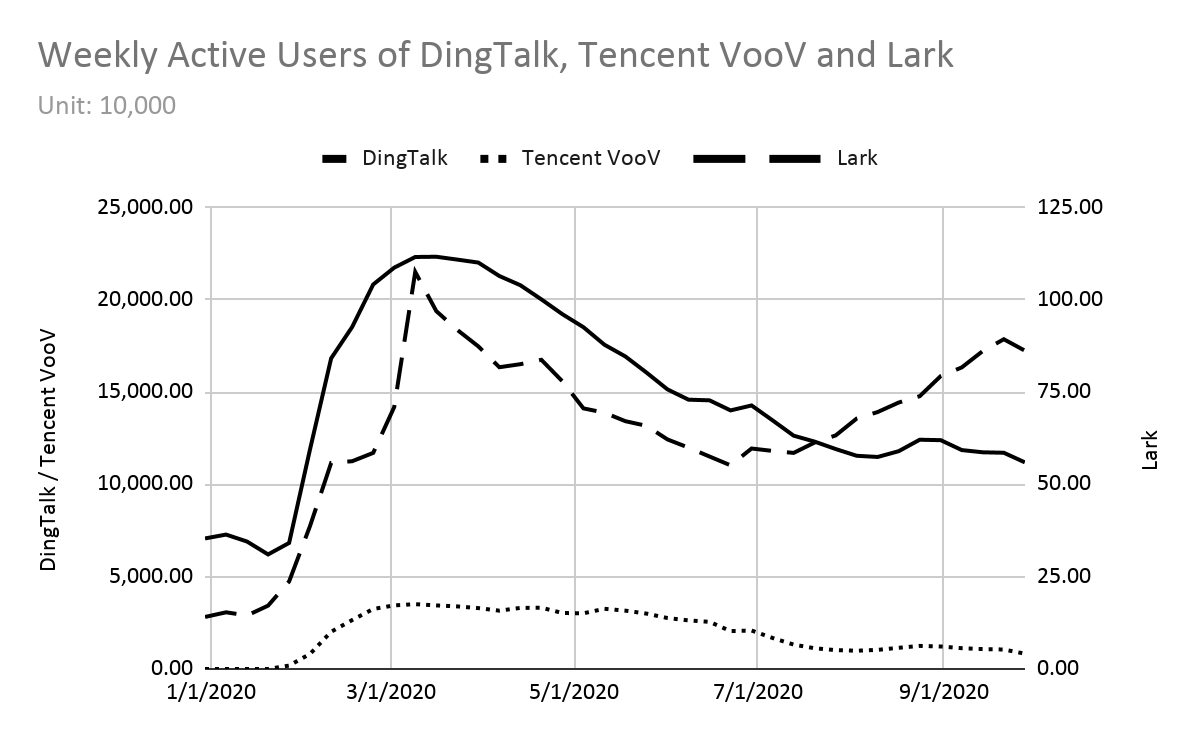 Weekly Active Users of DingTalk, Tencent VooV and Lark
Unit: 10,000
DingTalk Tencent VooV Lark
25,000.00 125.00
20,000.00 100.00
15,000.00 75.00
10,000.00 50.00
5,000.00 25.00
0.00 0.00
DingTalk / Tencent VooV
Lark
1/1/2020 3/1/2020 5/1/2020 7/1/2020 9/1/2020